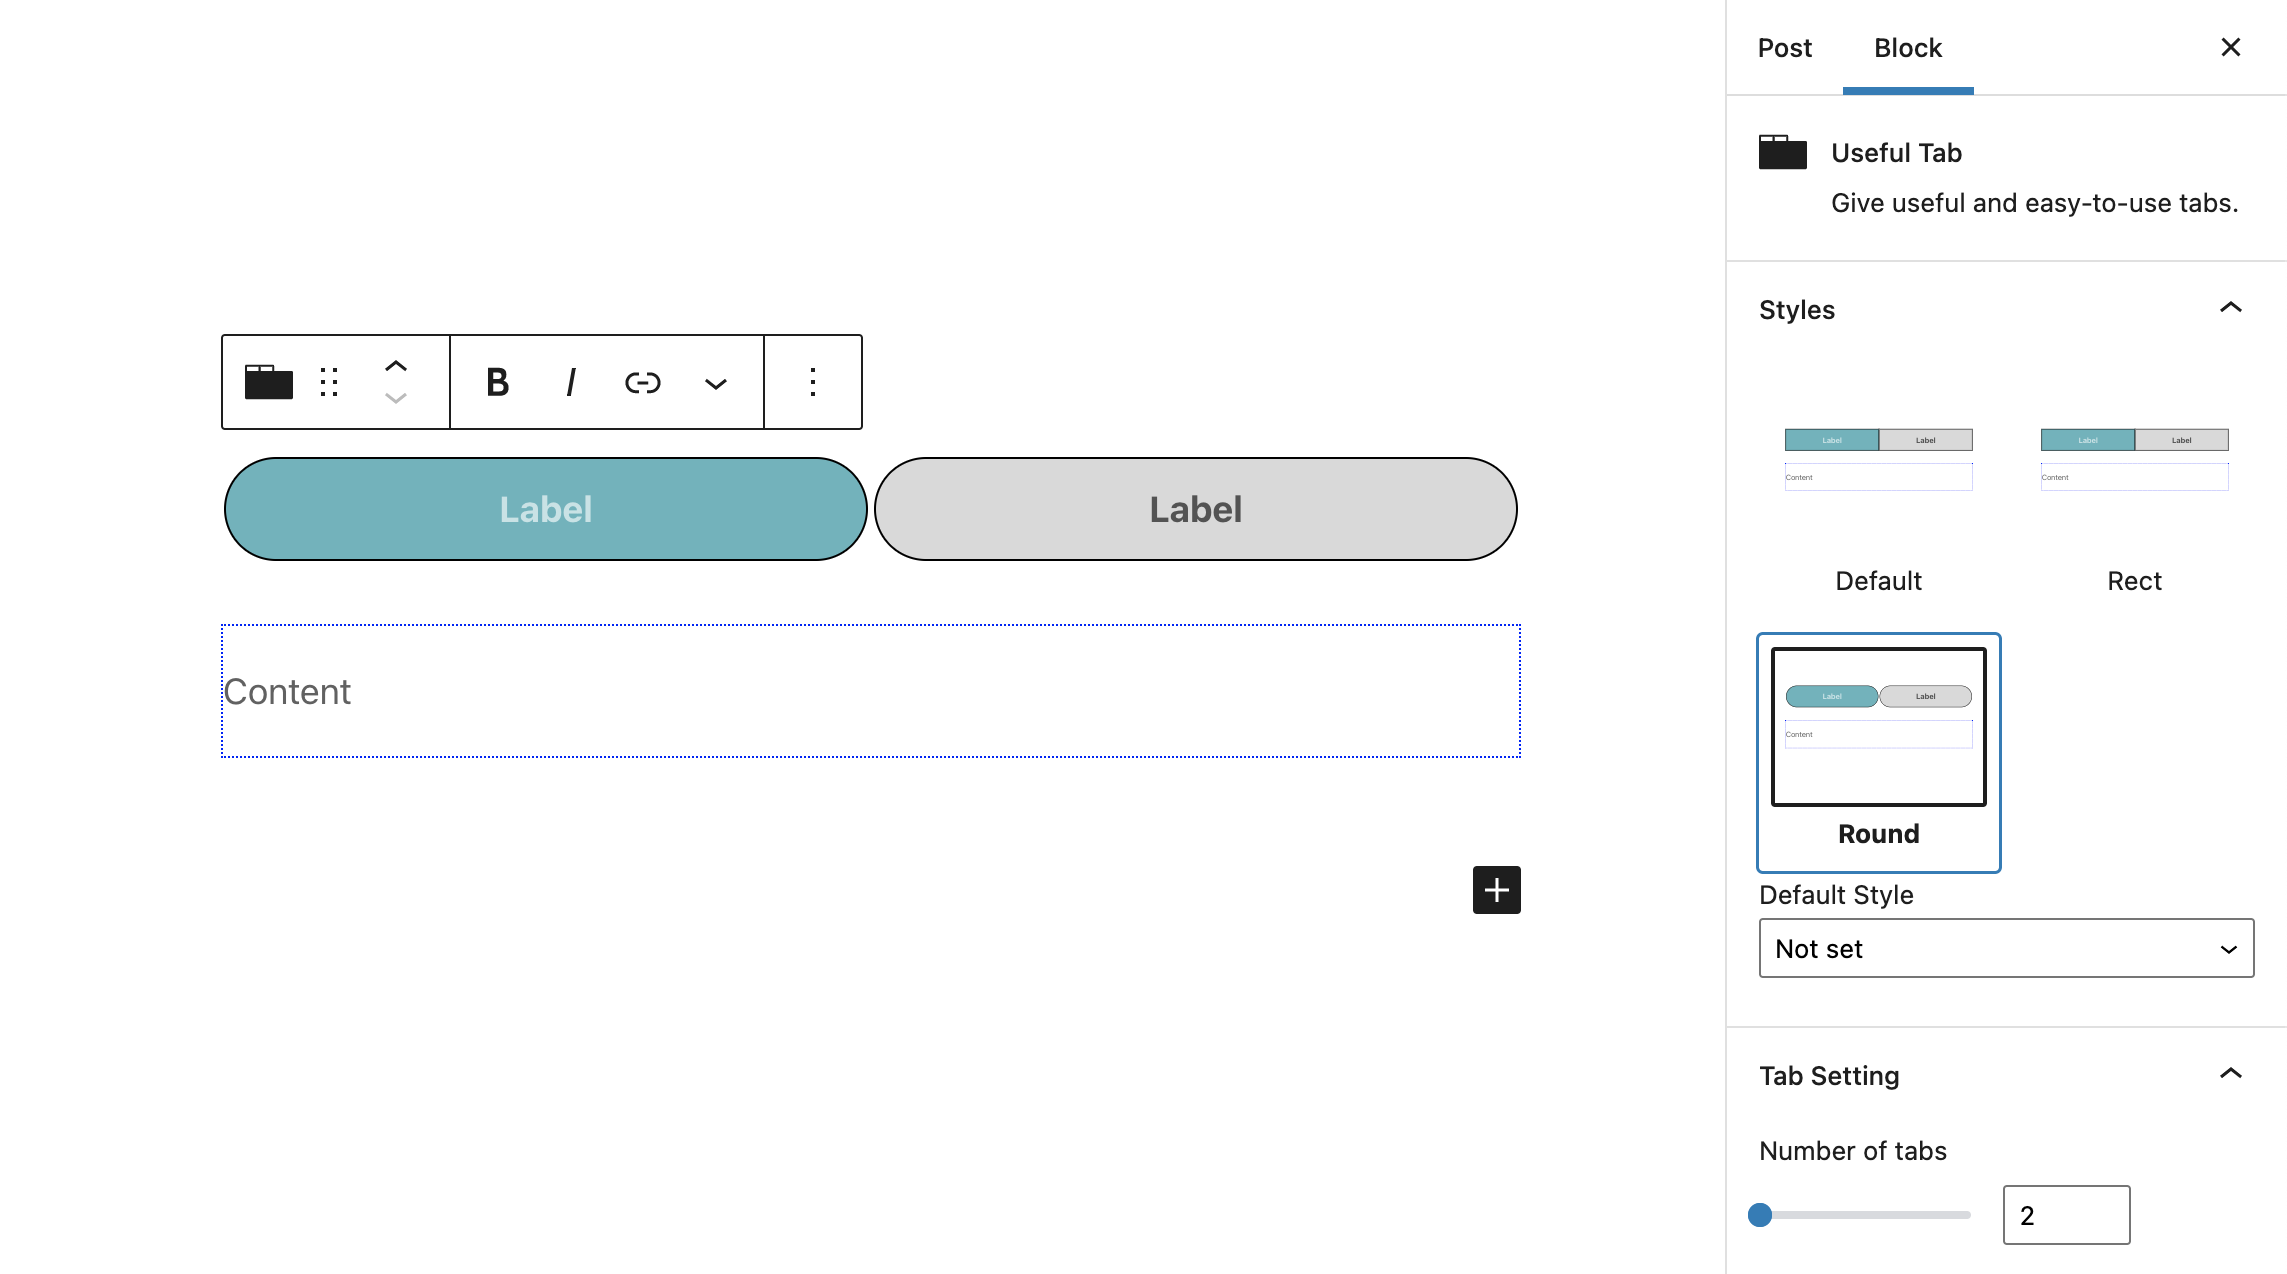 Post Block
Useful Tab
Give useful and easy-to-use tabs.
Styles
B I
Label Label
Content
Label Label
Content
Default
Label Label
Content
Rect
Label Label
Content
Round
Default Style
Not set
Tab Setting
Number of tabs
2